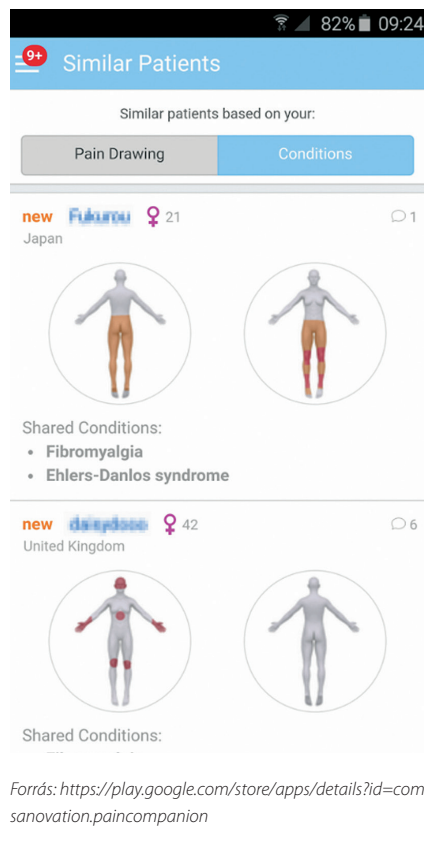 82% 09:24
9+ Similar Patients
Similar patients based on your:
Pain Drawing Conditions
new 21 1
Japan
Shared Conditions:
• Fibromyalgia
• Ehlers-Danlos syndrome
new 42 6
United Kingdom
Shared Conditions:
Forrás: https://play.google.com/store/apps/details?id=com
sanovation.paincompanion